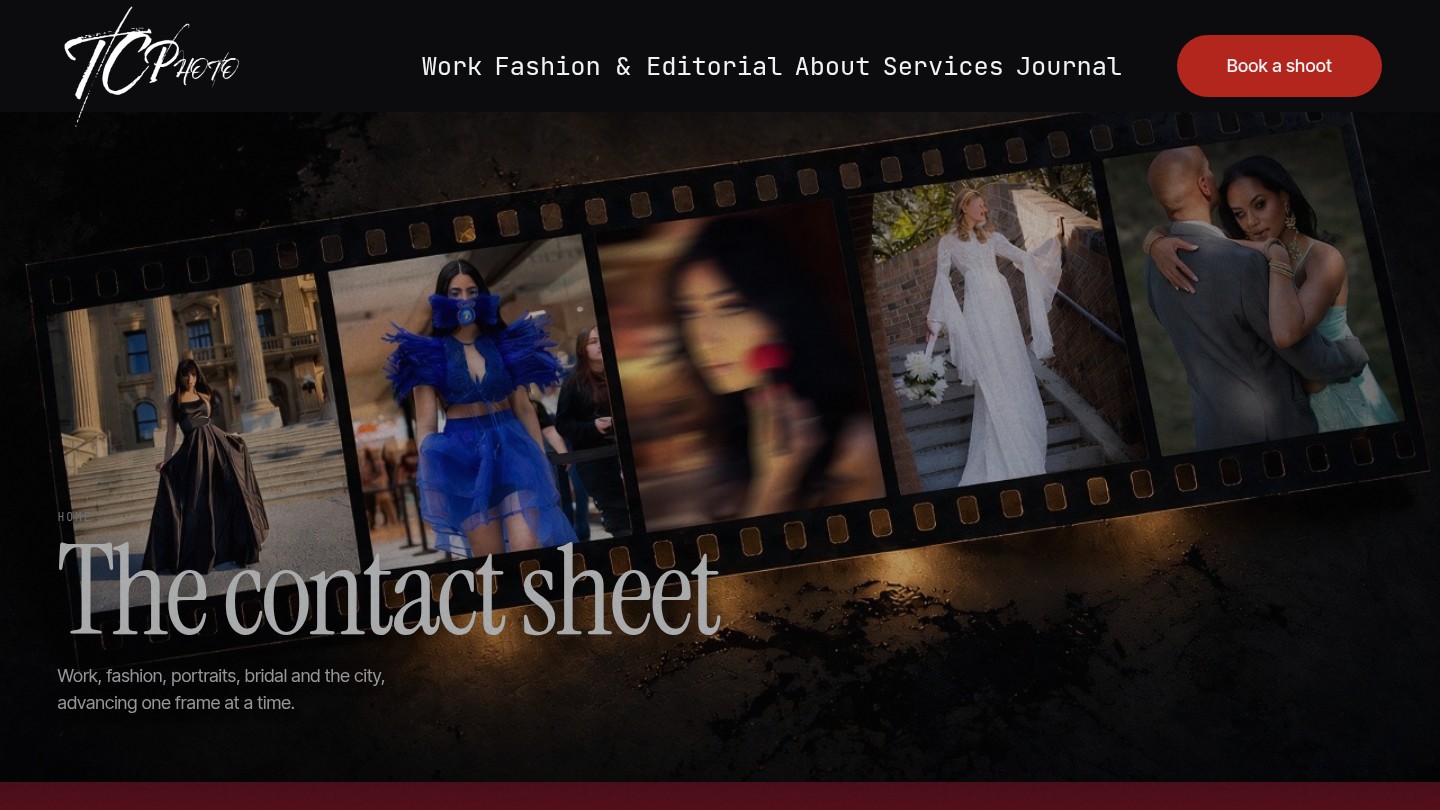 TCPHOTO
Work Fashion & Editorial About Services Journal
Book a shoot
HOME
The contact sheet
Work, fashion, portraits, bridal and the city,
advancing one frame at a time.